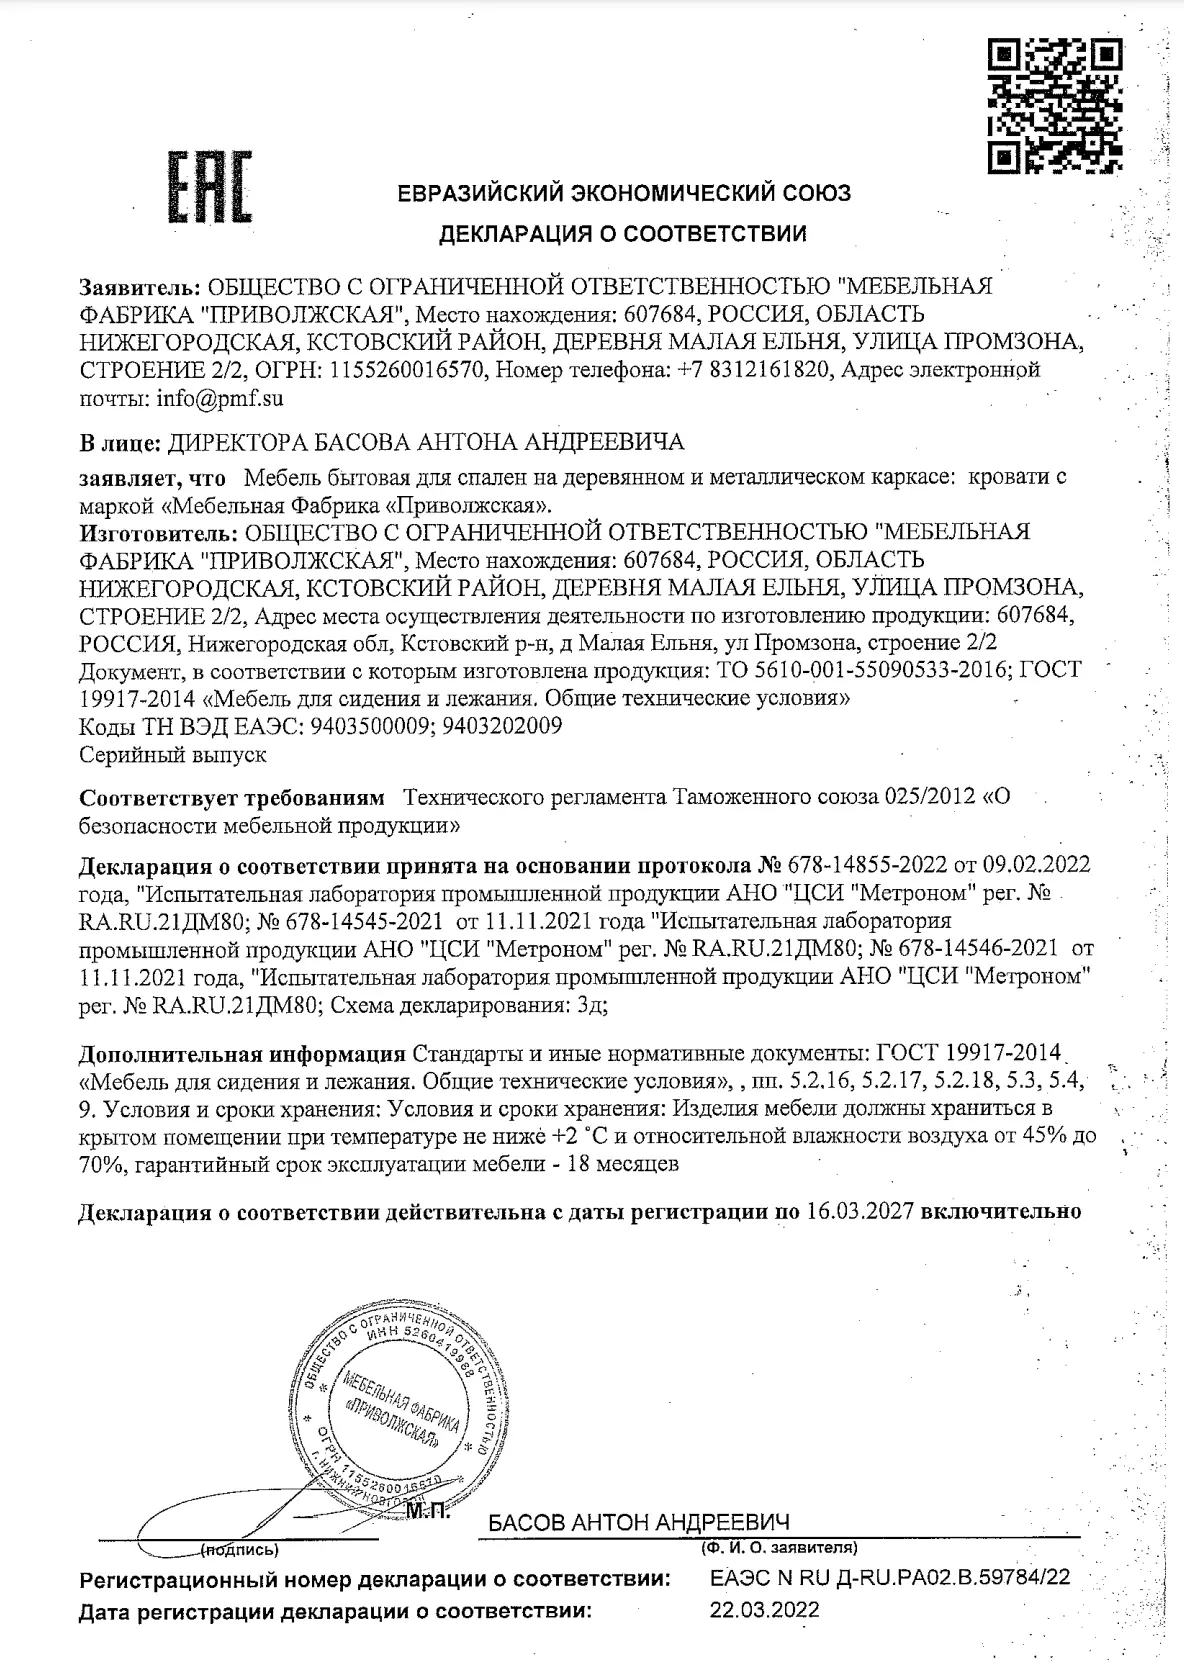 ЕАС
ЕВРАЗИЙСКИЙ ЭКОНОМИЧЕСКИЙ СОЮЗ
ДЕКЛАРАЦИЯ О СООТВЕТСТВИИ
Заявитель: ОБЩЕСТВО С ОГРАНИЧЕННОЙ ОТВЕТСТВЕННОСТЬЮ "МЕБЕЛЬНАЯ
ФАБРИКА "ПРИВОЛЖСКАЯ", Место нахождения: 607684, РОССИЯ, ОБЛАСТЬ
НИЖЕГОРОДСКАЯ, КСТОВСКИЙ РАЙОН, ДЕРЕВНЯ МАЛАЯ ЕЛЬНЯ, УЛИЦА ПРОМЗОНА,
СТРОЕНИЕ 2/2, ОГРН: 1155260016570, Номер телефона: +7 8312161820, Адрес электронной
почты: info@pmf.su
В лице: ДИРЕКТОРА БАСОВА АНТОНА АНДРЕЕВИЧА
заявляет, что Мебель бытовая для спален на деревянном и металлическом каркасе: кровати с
маркой «Мебельная Фабрика «Приволжская».
Изготовитель: ОБЩЕСТВО С ОГРАНИЧЕННОЙ ОТВЕТСТВЕННОСТЬЮ "МЕБЕЛЬНАЯ
ФАБРИКА "ПРИВОЛЖСКАЯ", Место нахождения: 607684, РОССИЯ, ОБЛАСТЬ
НИЖЕГОРОДСКАЯ, КСТОВСКИЙ РАЙОН, ДЕРЕВНЯ МАЛАЯ ЕЛЬНЯ, УЛИЦА ПРОМЗОНА,
СТРОЕНИЕ 2/2, Адрес места осуществления деятельности по изготовлению продукции: 607684,
РОССИЯ, Нижегородская обл, Кстовский р-н, д Малая Ельня, ул Промзона, строение 2/2
Документ, в соответствии с которым изготовлена продукция: ТО 5610-001-55090533-2016; ГОСТ
19917-2014 «Мебель для сидения и лежания. Общие технические условия»
Коды ТН ВЭД ЕАЭС: 9403500009; 9403202009
Серийный выпуск
Соответствует требованиям Технического регламента Таможенного союза 025/2012 «О
безопасности мебельной продукции»
Декларация о соответствии принята на основании протокола № 678-14855-2022 от 09.02.2022
года, "Испытательная лаборатория промышленной продукции АНО "ЦСИ "Метроном" рег. №
RA.RU.21ДМ80; № 678-14545-2021 от 11.11.2021 года "Испытательная лаборатория
промышленной продукции АНО "ЦСИ "Метроном" рег. № RA.RU.21ДМ80; № 678-14546-2021 от
11.11.2021 года, "Испытательная лаборатория промышленной продукции АНО "ЦСИ "Метроном"
рег. № RA.RU.21ДМ80; Схема декларирования: 3д;
Дополнительная информация Стандарты и иные нормативные документы: ГОСТ 19917-2014
«Мебель для сидения и лежания. Общие технические условия», , пп. 5.2.16, 5.2.17, 5.2.18, 5.3, 5.4,
9. Условия и сроки хранения: Условия и сроки хранения: Изделия мебели должны храниться в
крытом помещении при температуре не ниже +2 °С и относительной влажности воздуха от 45% до
70%, гарантийный срок эксплуатации мебели - 18 месяцев
Декларация о соответствии действительна с даты регистрации по 16.03.2027 включительно
ОБЩЕСТВО С ОГРАНИЧЕННОЙ ОТВЕТСТВЕННОСТЬЮ
ИНН 5260419968
МЕБЕЛЬНАЯ ФАБРИКА
«ПРИВОЛЖСКАЯ»
ОГРН 1155260016570
г. НИЖНИЙ НОВГОРОД
М.П.
БАСОВ АНТОН АНДРЕЕВИЧ
(подпись) (Ф. И. О. заявителя)
Регистрационный номер декларации о соответствии: ЕАЭС N RU Д-RU.РА02.В.59784/22
Дата регистрации декларации о соответствии: 22.03.2022